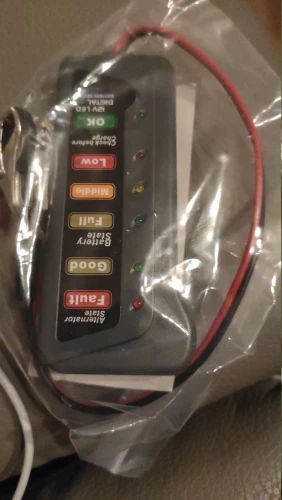 Alternator
State
Fault
Good
Battery
State
Full
Middle
Low
Check before
Charge
OK
12V LED
DIGITAL